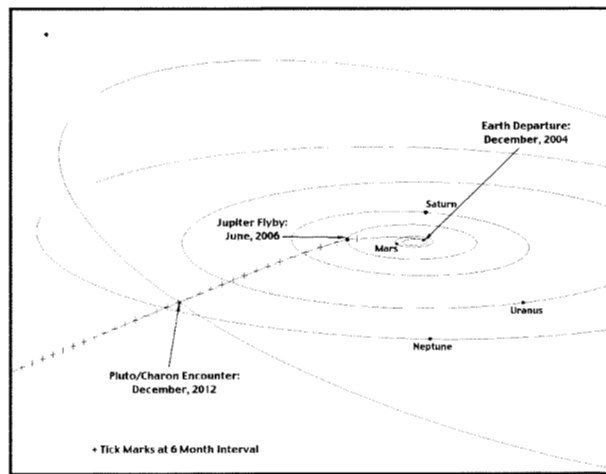 Earth Departure:
December, 2004
Saturn
Jupiter Flyby:
June, 2006
Mars
Uranus
Neptune
Pluto/Charon Encounter:
December, 2012
+ Tick Marks at 6 Month Interval